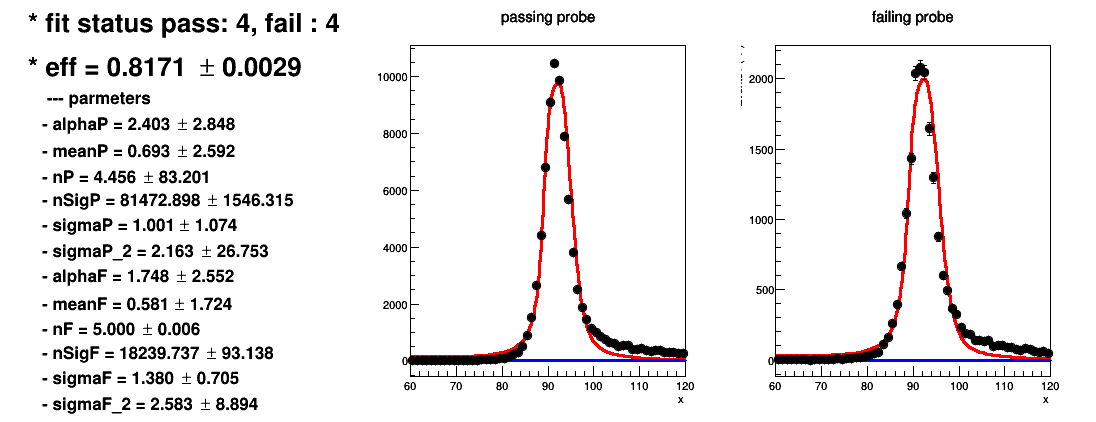 * fit status pass: 4, fail : 4
* eff = 0.8171 ± 0.0029
--- parmeters
- alphaP = 2.403 ± 2.848
- meanP = 0.693 ± 2.592
- nP = 4.456 ± 83.201
- nSigP = 81472.898 ± 1546.315
- sigmaP = 1.001 ± 1.074
- sigmaP_2 = 2.163 ± 26.753
- alphaF = 1.748 ± 2.552
- meanF = 0.581 ± 1.724
- nF = 5.000 ± 0.006
- nSigF = 18239.737 ± 93.138
- sigmaF = 1.380 ± 0.705
- sigmaF_2 = 2.583 ± 8.894
passing probe
10000
8000
6000
4000
2000
0
60 70 80 90 100 110 120
x
failing probe
2000
1500
1000
500
0
60 70 80 90 100 110 120
x